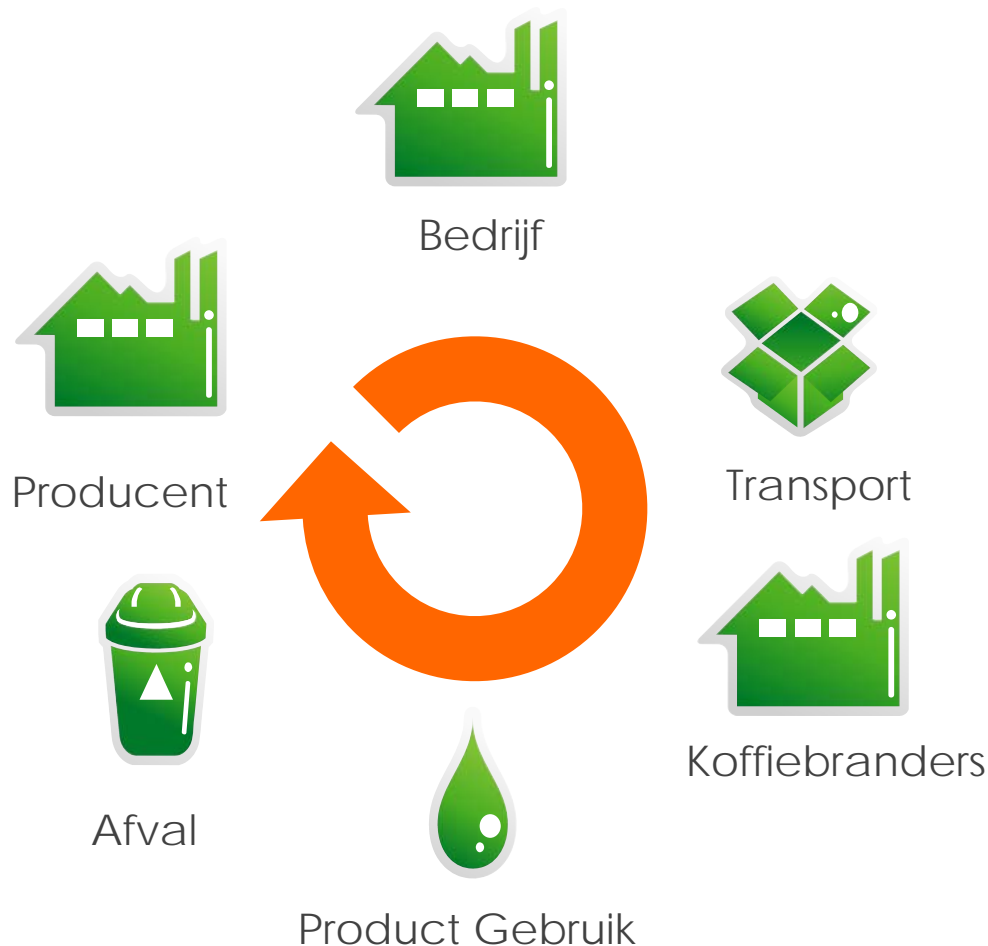 Bedrijf
Producent
Transport
Koffiebranders
Afval
Product Gebruik